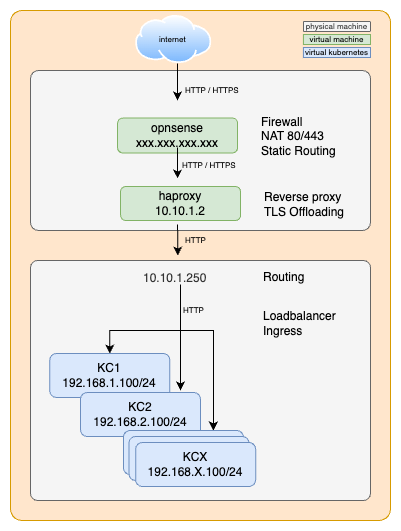 internet
physical machine
virtual machine
virtual kubernetes
HTTP / HTTPS
opnsense
xxx.xxx.xxx.xxx
Firewall
NAT 80/443
Static Routing
HTTP / HTTPS
haproxy
10.10.1.2
Reverse proxy
TLS Offloading
HTTP
10.10.1.250
Routing
HTTP
Loadbalancer
Ingress
KC1
192.168.1.100/24
KC2
192.168.2.100/24
KCX
192.168.X.100/24